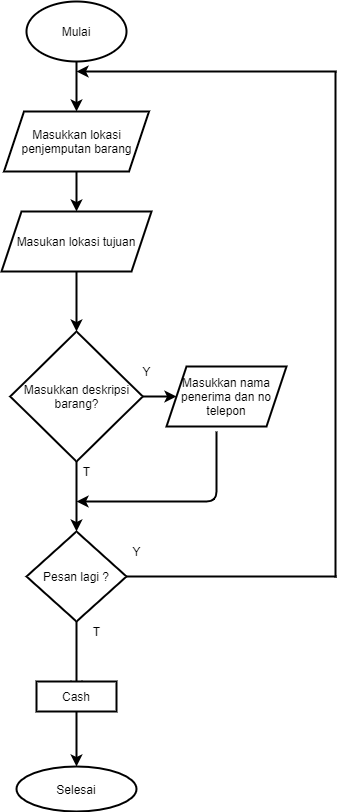 Mulai
Masukkan lokasi
penjemputan barang
Masukan lokasi tujuan
Masukkan deskripsi
barang?
Y
Masukkan nama
penerima dan no
telepon
T
Y
Pesan lagi ?
T
Cash
Selesai